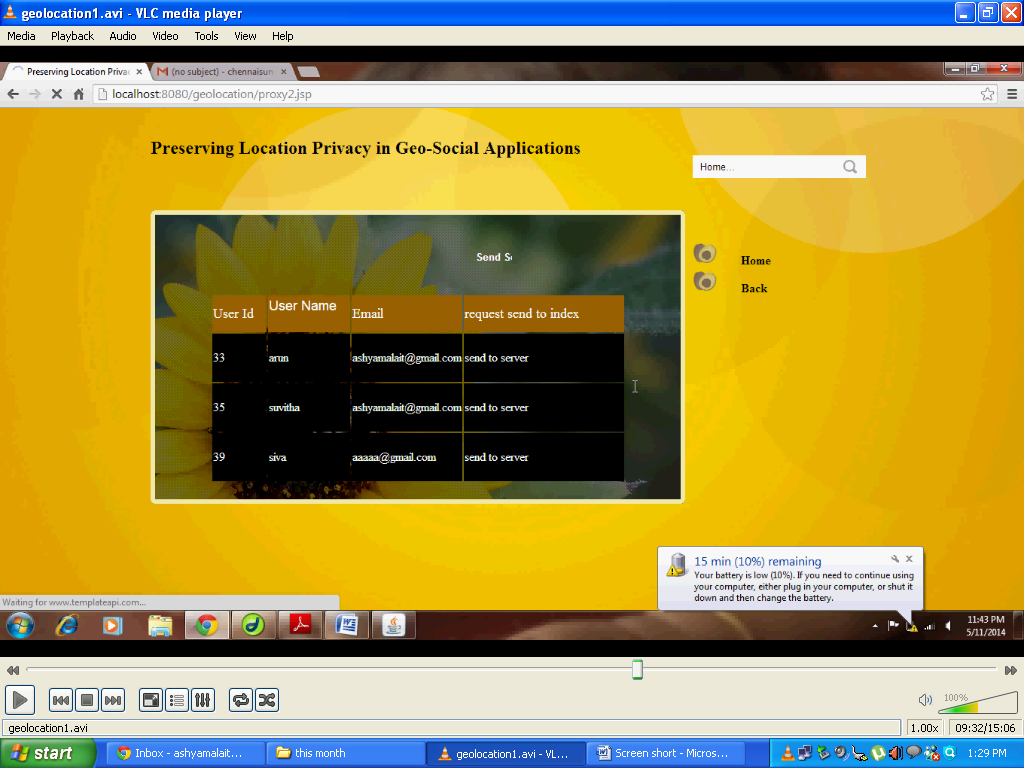 geolocation1.avi - VLC media player
Media Playback Audio Video Tools View Help
Preserving Location Priva
(no subject) - chennaisun
localhost:8080/geolocation/proxy2.jsp
Preserving Location Privacy in Geo-Social Applications
Home...
Send Se
Home
Back
User Id User Name Email request send to index
33 arun ashyamalait@gmail.com send to server
35 suvitha ashyamalait@gmail.com send to server
39 siva aaaaa@gmail.com send to server
15 min (10%) remaining
Your battery is low (10%). If you need to continue using
your computer, either plug in your computer, or shut it
down and then change the battery.
Waiting for www.templateapi.com...
11:43 PM
5/11/2014
100%
geolocation1.avi 1.00x 09:32/15:06
start Inbox - ashyamalait... this month geolocation1.avi - VL... Screen short - Micros... 1:29 PM